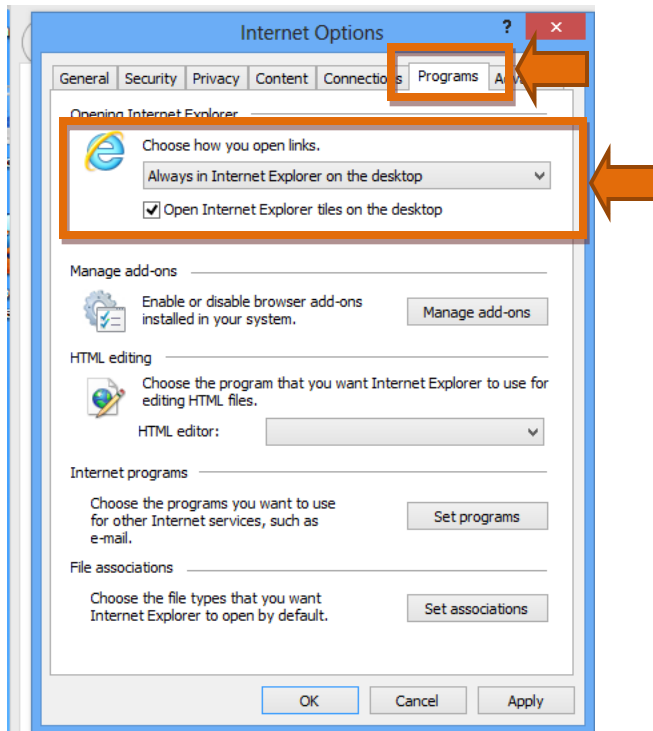 Internet Options
?
General Security Privacy Content Connections Programs
Opening Internet Explorer
Choose how you open links.
Always in Internet Explorer on the desktop
Open Internet Explorer tiles on the desktop
Manage add-ons
Enable or disable browser add-ons
installed in your system.
Manage add-ons
HTML editing
Choose the program that you want Internet Explorer to use for
editing HTML files.
HTML editor:
Internet programs
Choose the programs you want to use
for other Internet services, such as
e-mail.
Set programs
File associations
Choose the file types that you want
Internet Explorer to open by default.
Set associations
OK Cancel Apply